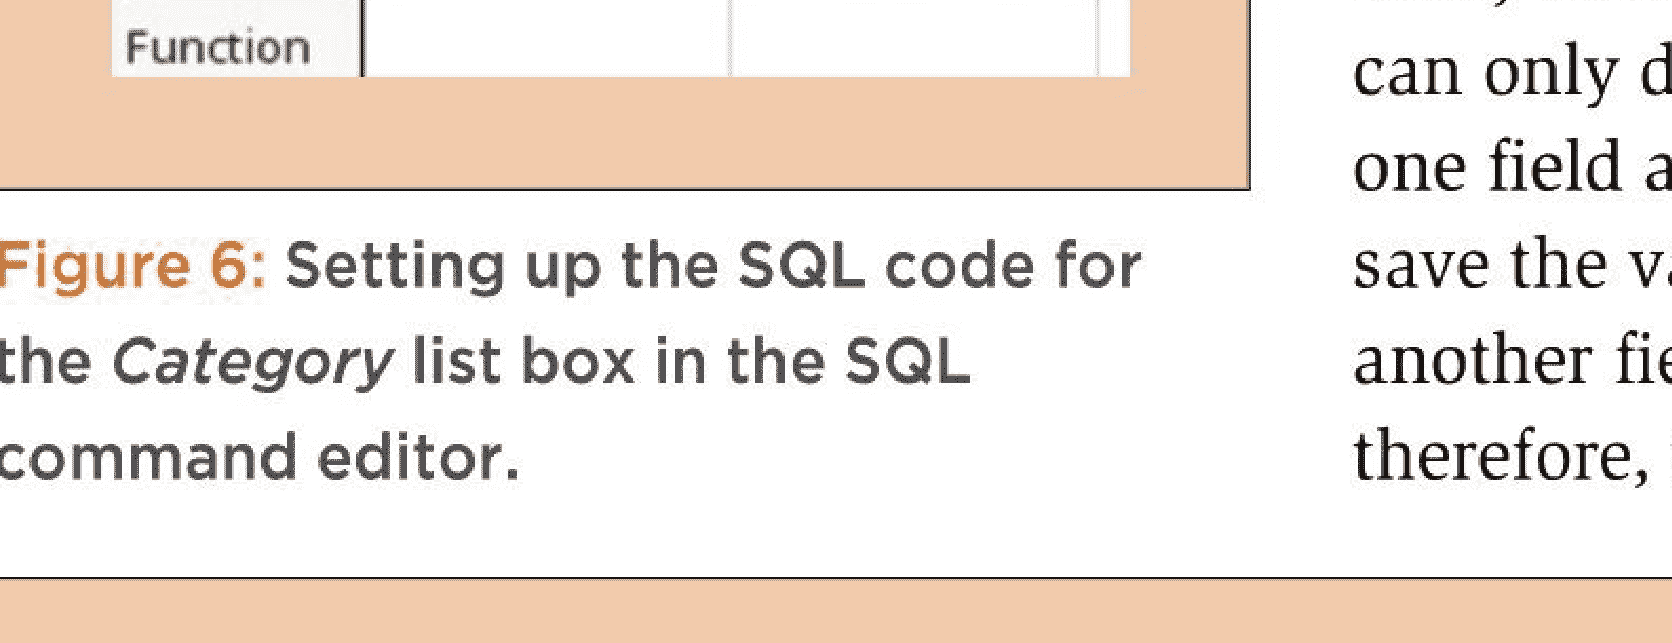 Function
Figure 6: Setting up the SQL code for
the Category list box in the SQL
command editor.
can only
one field
save the
another
therefore,